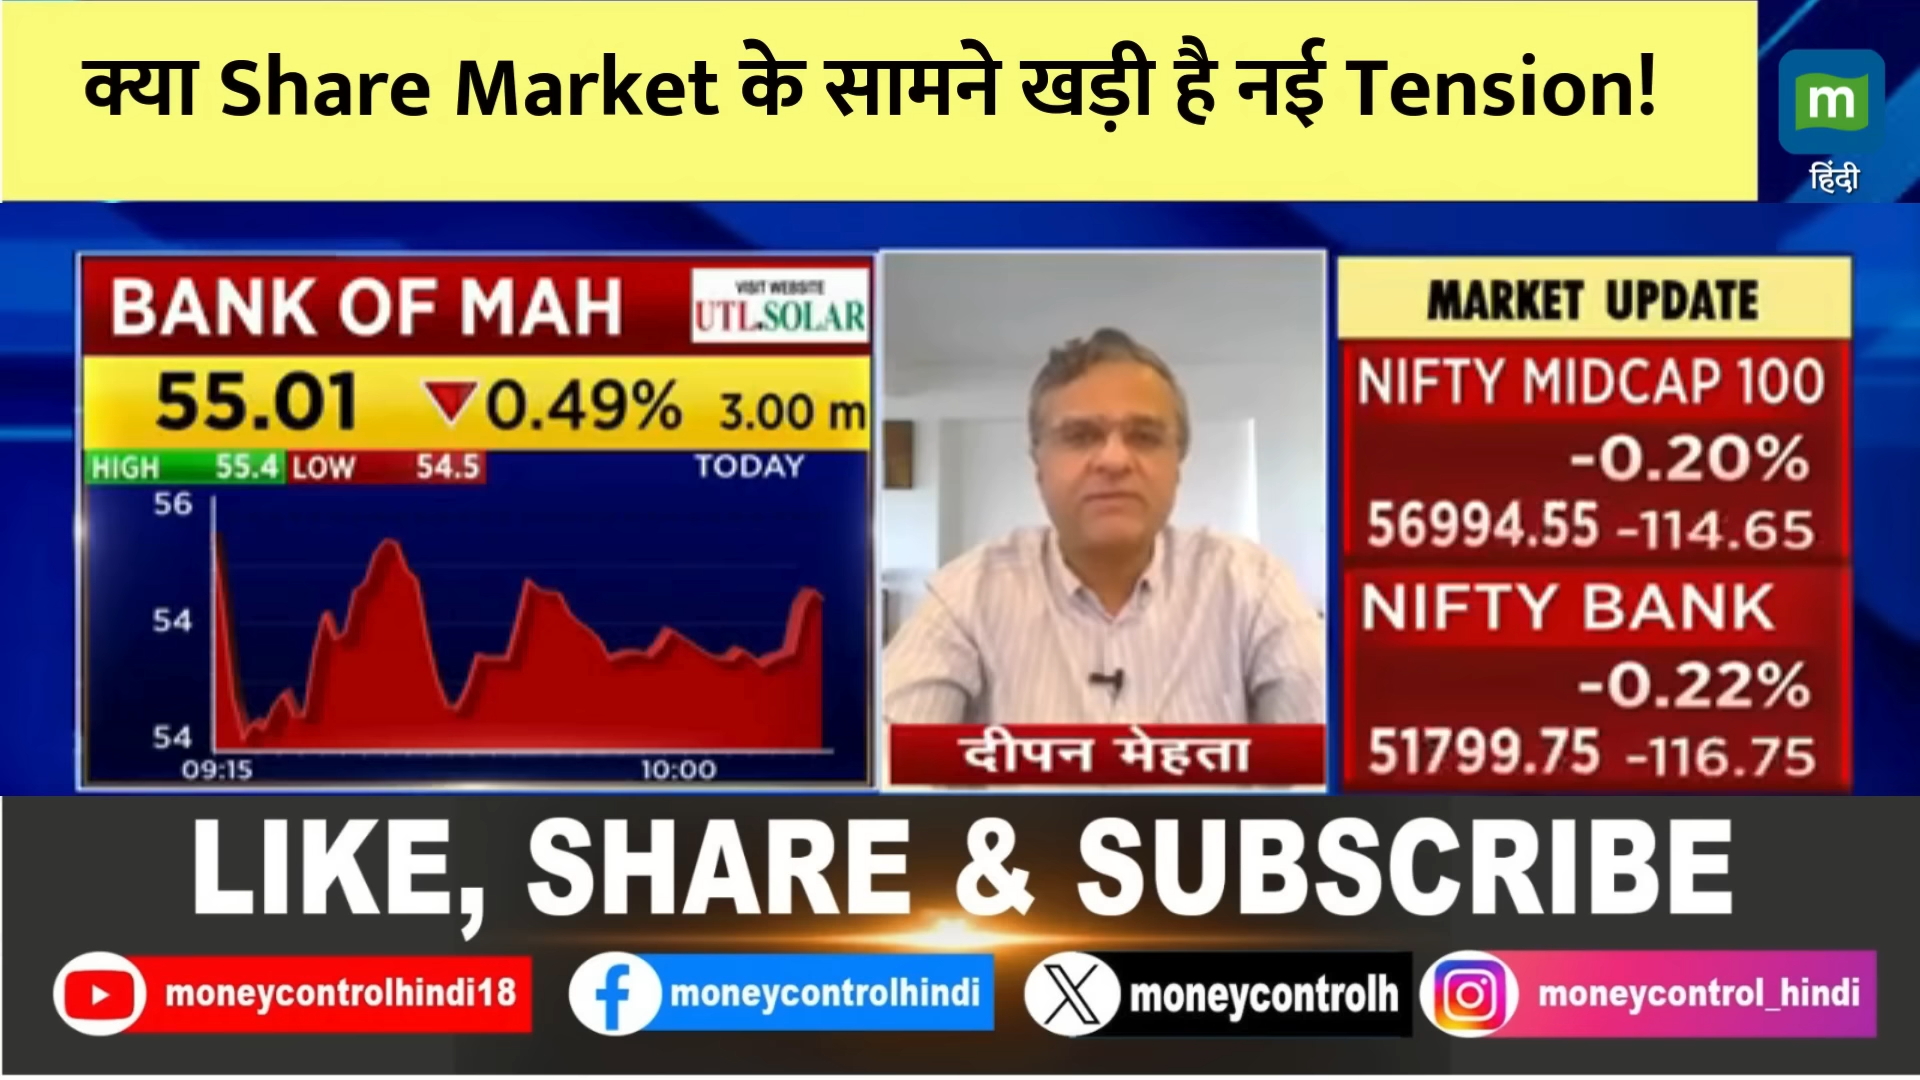 क्या Share Market के सामने खड़ी है नई Tension!
m
हिंदी
BANK OF MAH
VISIT WEBSITE
UTL SOLAR
55.01 ▼0.49% 3.00 m
HIGH 55.4 LOW 54.5 TODAY
56
54
54
09:15 10:00
दीपन मेहता
MARKET UPDATE
NIFTY MIDCAP 100
-0.20%
56994.55 -114.65
NIFTY BANK
-0.22%
51799.75 -116.75
LIKE, SHARE & SUBSCRIBE
moneycontrolhindi18
moneycontrolhindi
moneycontrolh
moneycontrol_hindi